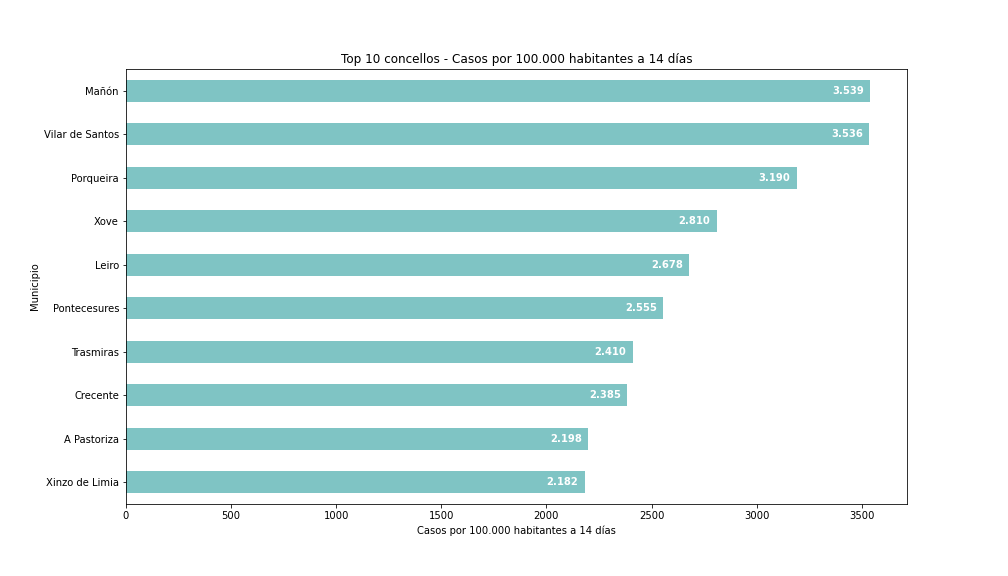 Top 10 concellos - Casos por 100.000 habitantes a 14 días
Municipio
Mañón 3.539
Vilar de Santos 3.536
Porqueira 3.190
Xove 2.810
Leiro 2.678
Pontecesures 2.555
Trasmiras 2.410
Crecente 2.385
A Pastoriza 2.198
Xinzo de Limia 2.182
0 500 1000 1500 2000 2500 3000 3500
Casos por 100.000 habitantes a 14 días